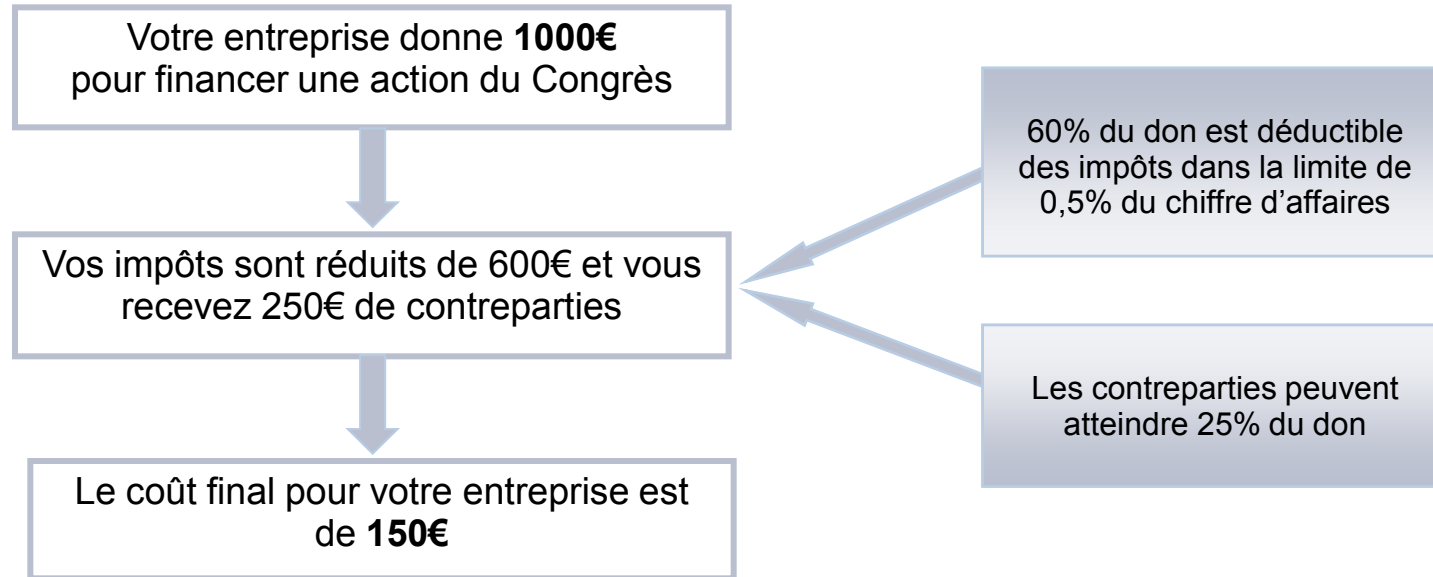 Votre entreprise donne 1000€
pour financer une action du Congrès
60% du don est déductible
des impôts dans la limite de
0,5% du chiffre d’affaires
Vos impôts sont réduits de 600€ et vous
recevez 250€ de contreparties
Les contreparties peuvent
atteindre 25% du don
Le coût final pour votre entreprise est
de 150€